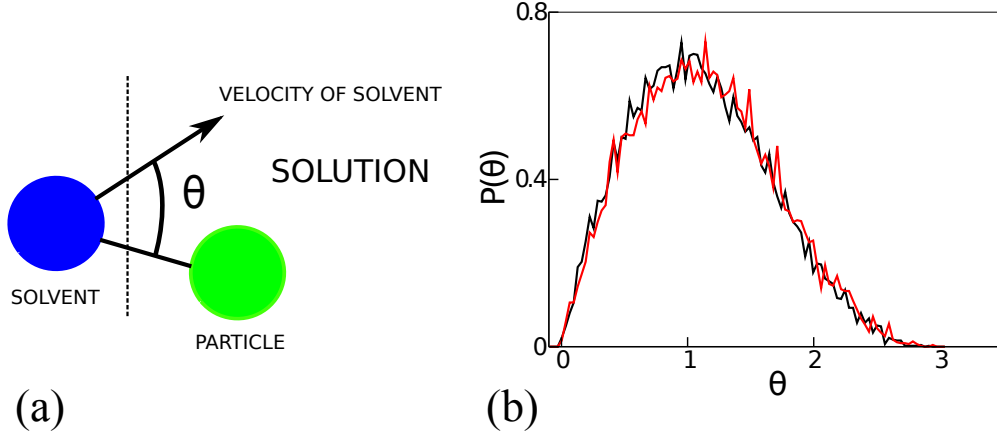 VELOCITY OF SOLVENT
SOLUTION
θ
SOLVENT
PARTICLE
(a)
0.8
0.4
0
P(θ)
0
1
2
3
θ
(b)